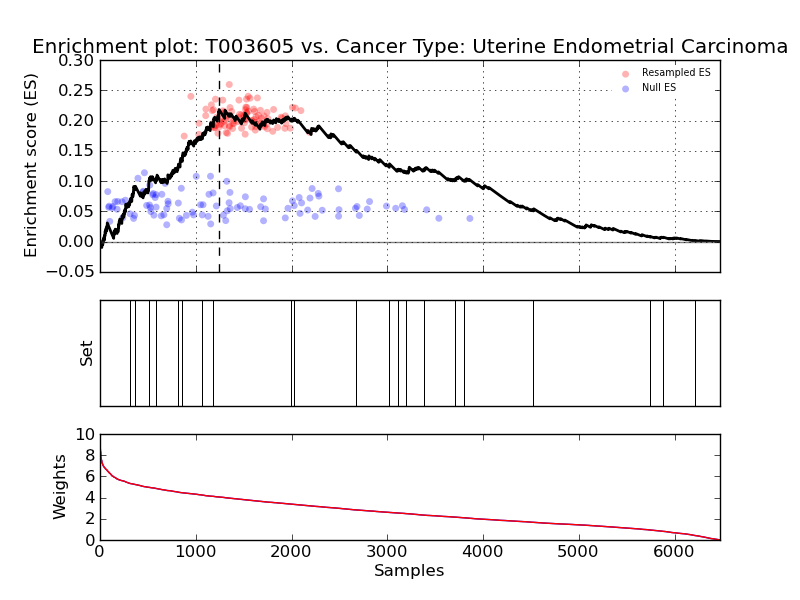 Enrichment plot: T003605 vs. Cancer Type: Uterine Endometrial Carcinoma
0.30
0.25
0.20
0.15
0.10
0.05
0.00
−0.05
Enrichment score (ES)
Resampled ES
Null ES
Set
10
8
6
4
2
0
Weights
0 1000 2000 3000 4000 5000 6000
Samples